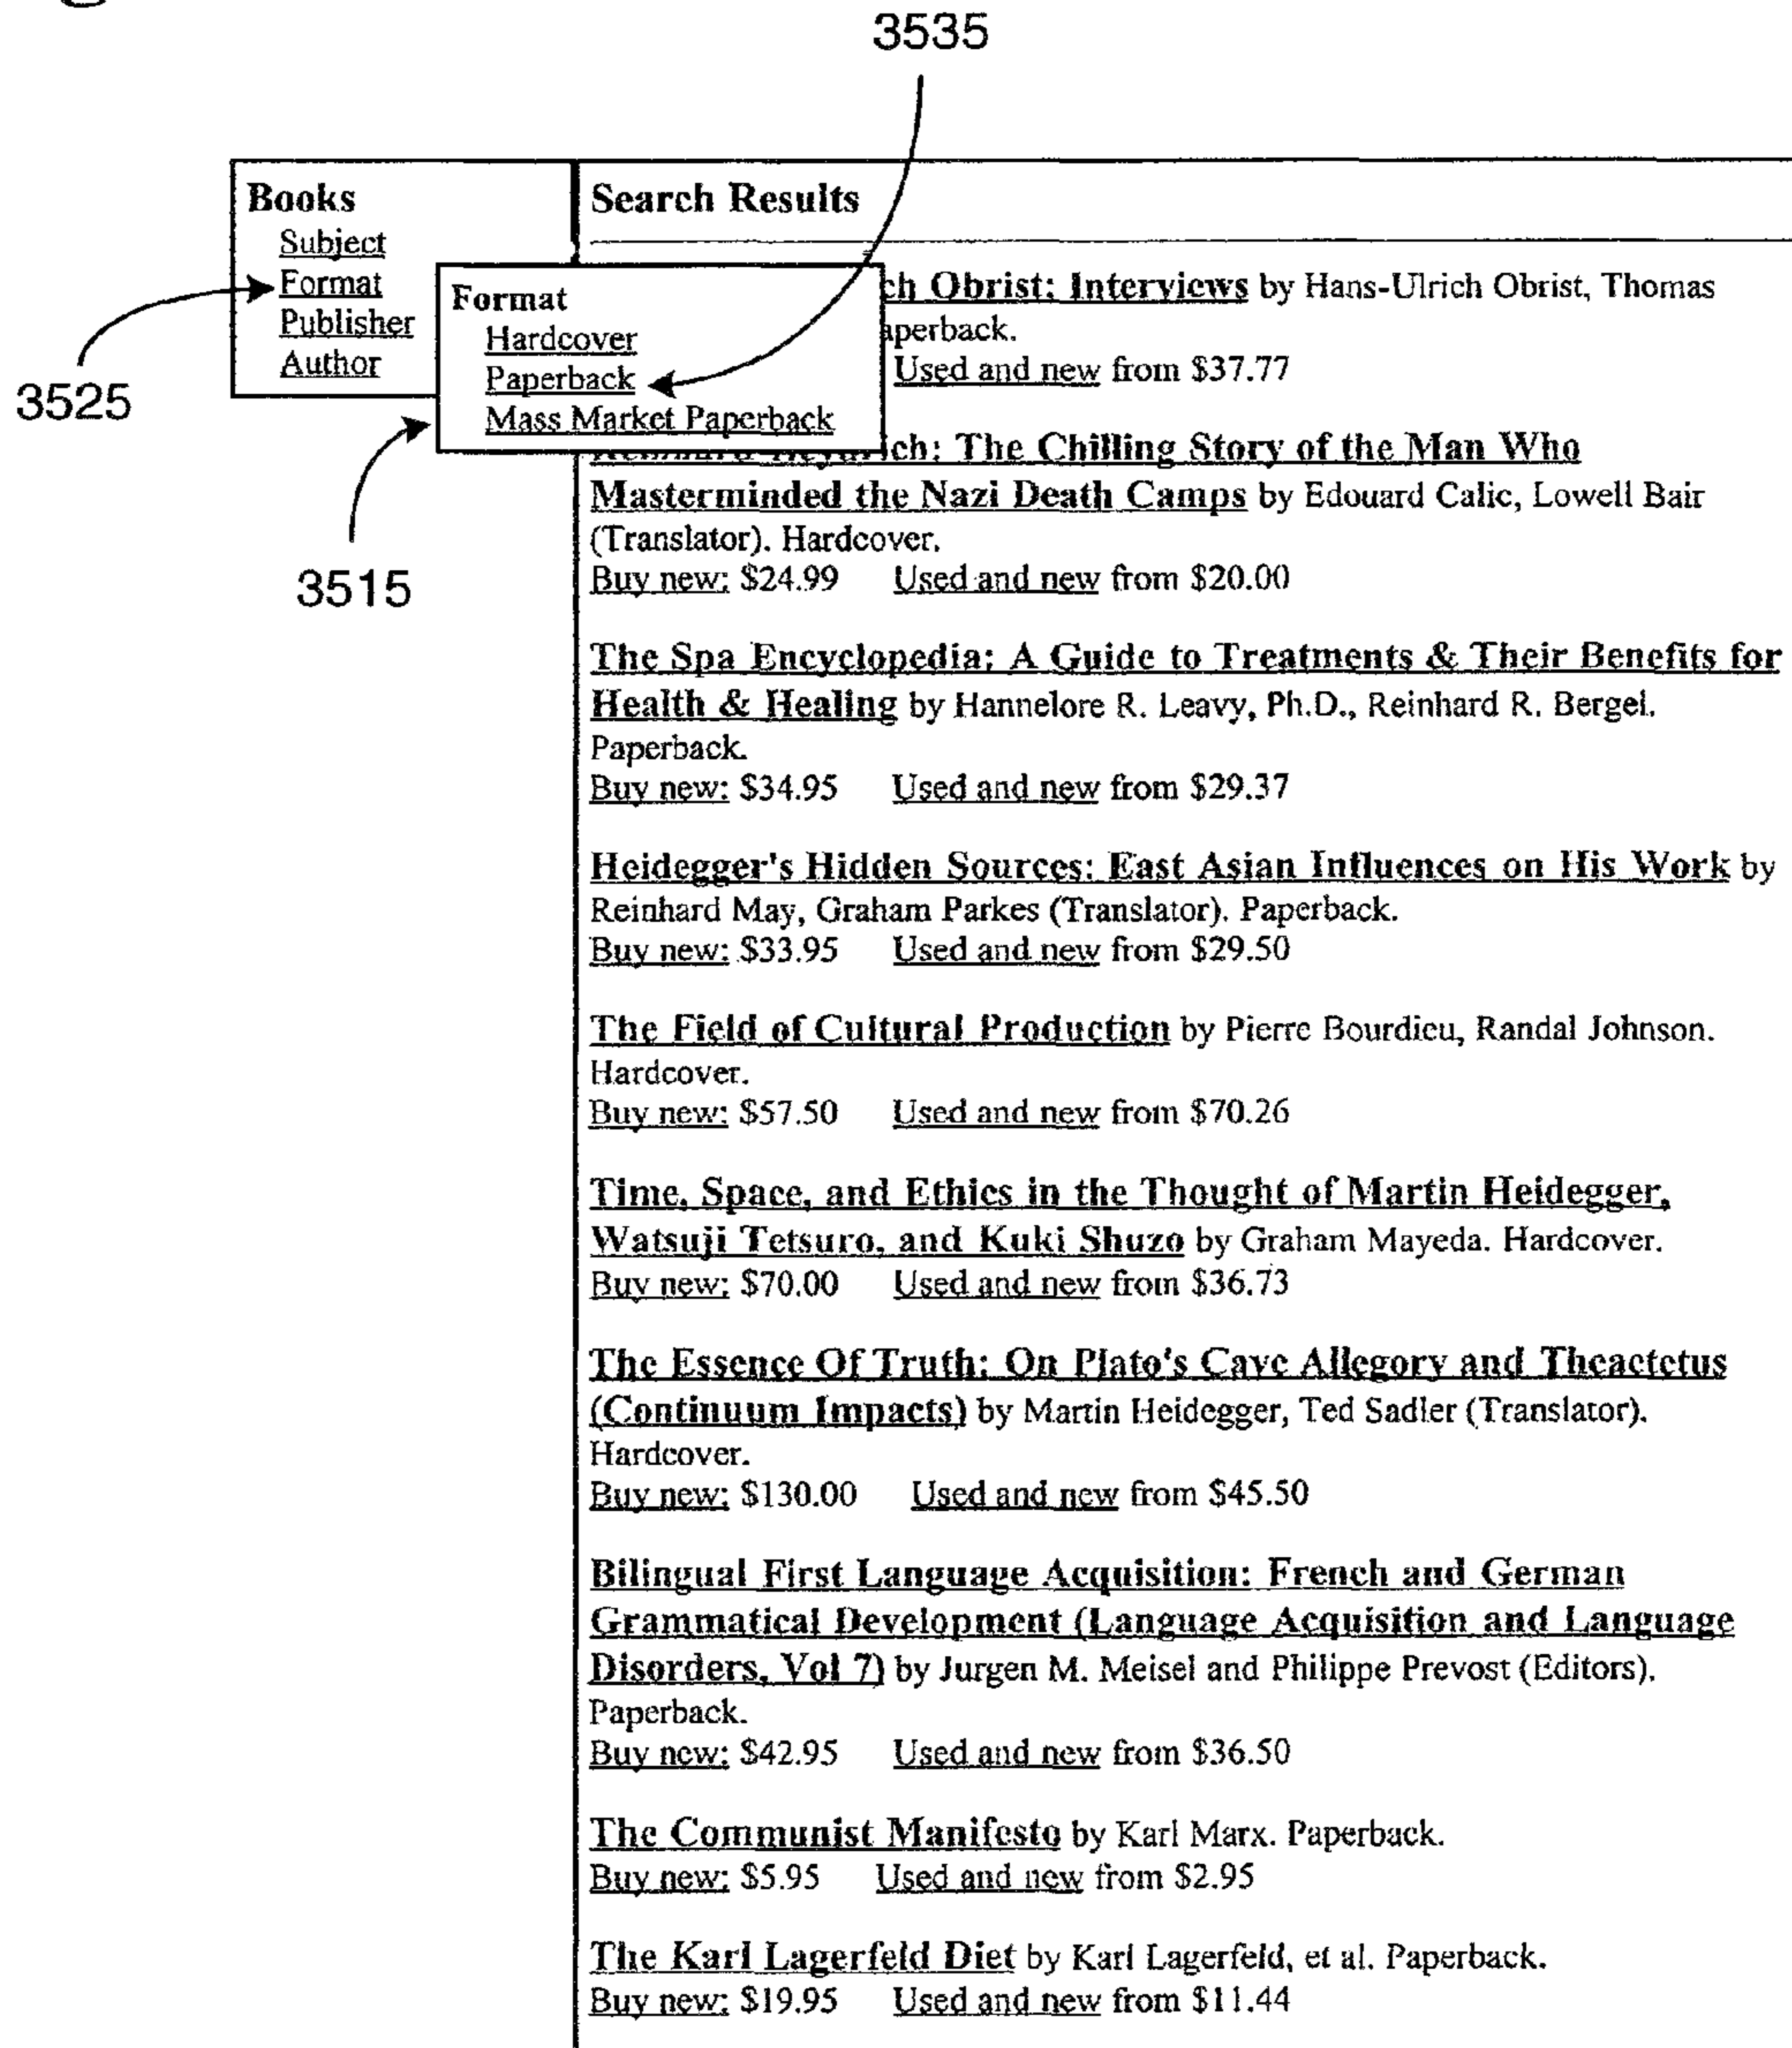 3535
Books
Subject
Format
Publisher
Author
3525
Format
Hardcover
Paperback
Mass Market Paperback
3515
Search Results
Obrist: Interviews by Hans-Ulrich Obrist, Thomas
Used and new from $37.77
The Chilling Story of the Man Who
Masterminded the Nazi Death Camps by Edouard Calic, Lowell Bair
(Translator). Hardcover.
Buy new: $24.99 Used and new from $20.00
The Spa Encyclopedia: A Guide to Treatments & Their Benefits for
Health & Healing by Hannelore R. Leavy, Ph.D., Reinhard R. Bergel.
Paperback.
Buy new: $34.95 Used and new from $29.37
Heidegger's Hidden Sources: East Asian Influences on His Work by
Reinhard May, Graham Parkes (Translator). Paperback.
Buy new: $33.95 Used and new from $29.50
The Field of Cultural Production by Pierre Bourdieu, Randal Johnson.
Hardcover.
Buy new: $57.50 Used and new from $70.26
Time, Space, and Ethics in the Thought of Martin Heidegger,
Watsuji Tetsuro, and Kuki Shuzo by Graham Mayeda. Hardcover.
Buy new: $70.00 Used and new from $36.73
The Essence Of Truth: On Plato's Cave Allegory and Theaetetus
(Continuum Impacts) by Martin Heidegger, Ted Sadler (Translator).
Hardcover.
Buy new: $130.00 Used and new from $45.50
Bilingual First Language Acquisition: French and German
Grammatical Development (Language Acquisition and Language
Disorders, Vol 7) by Jurgen M. Meisel and Philippe Prevost (Editors).
Paperback.
Buy new: $42.95 Used and new from $36.50
The Communist Manifesto by Karl Marx. Paperback.
Buy new: $5.95 Used and new from $2.95
The Karl Lagerfeld Diet by Karl Lagerfeld, et al. Paperback.
Buy new: $19.95 Used and new from $11.44